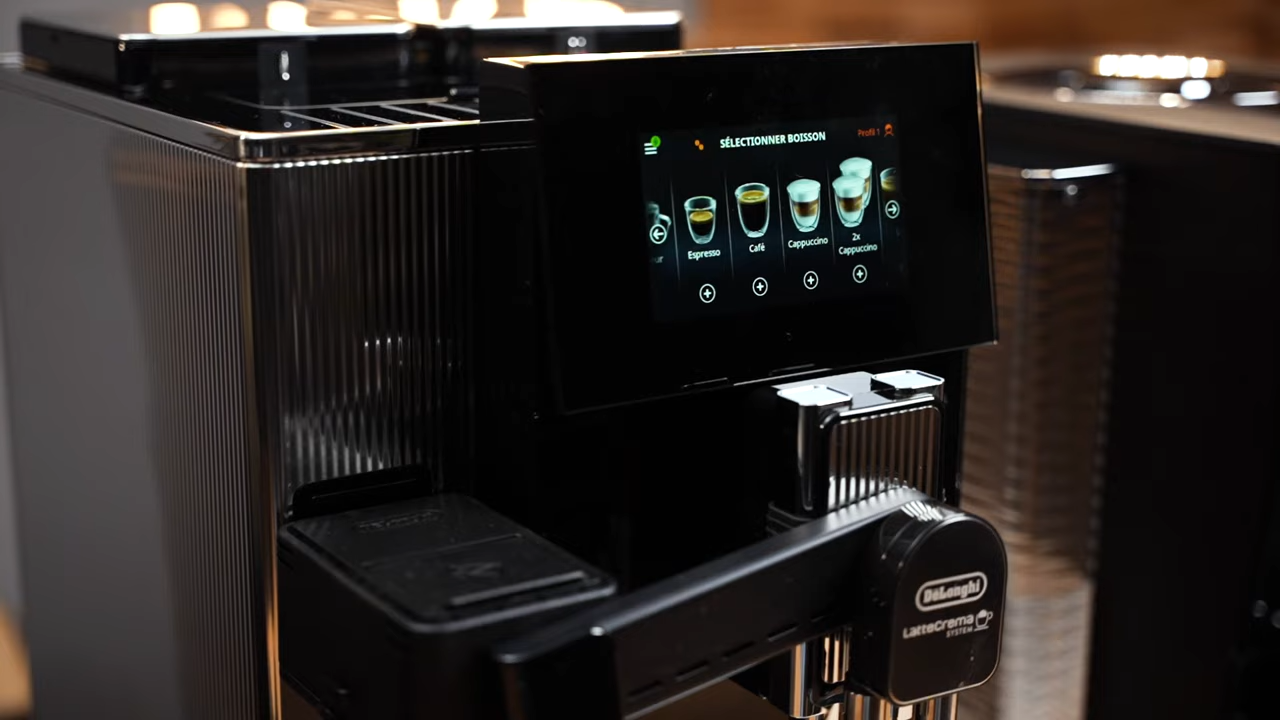 SÉLECTIONNER BOISSON
Profil 1
Espresso
Café
Cappuccino
2x
Cappuccino
DeLonghi
LatteCrema
SYSTEM